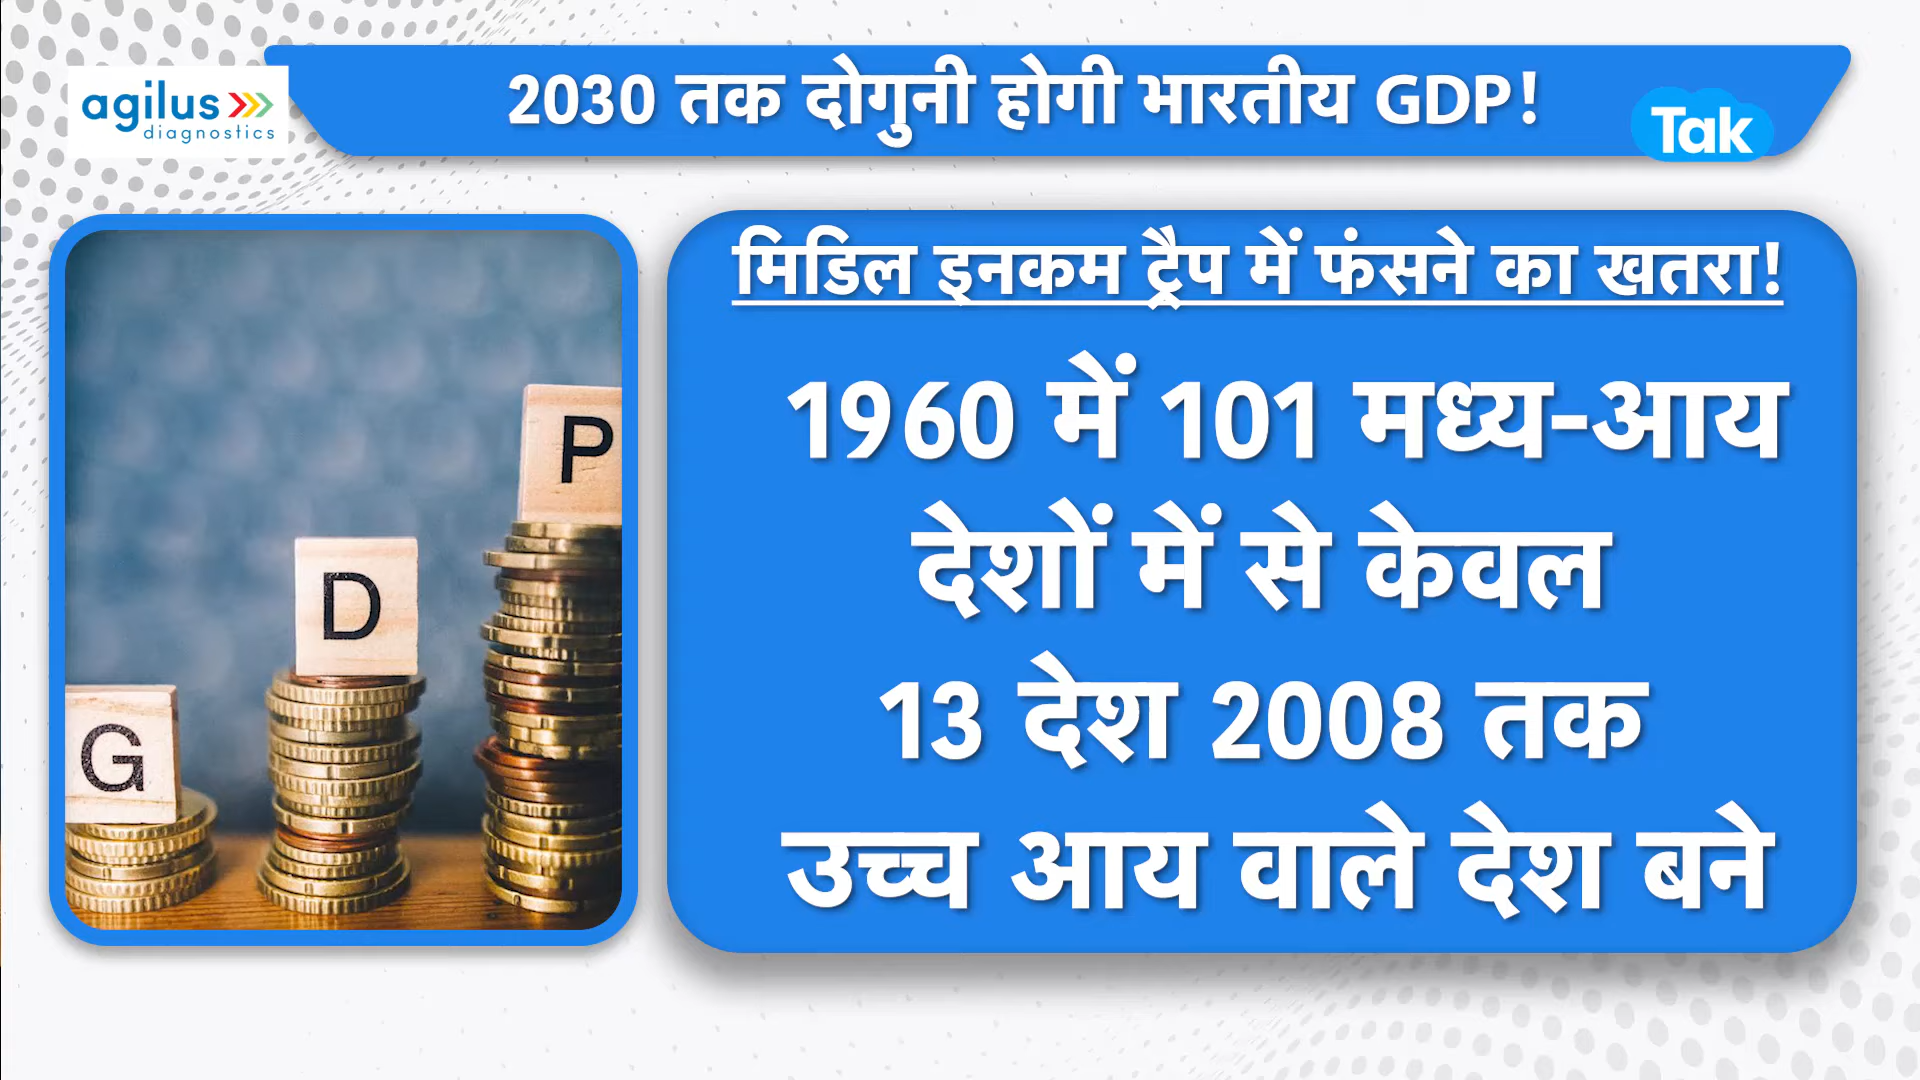 2030 तक दोगुनी होगी भारतीय GDP!
agilus
diagnostics
Tak
मिडिल इनकम ट्रैप में फंसने का खतरा!
1960 में 101 मध्य-आय
देशों में से केवल
13 देश 2008 तक
उच्च आय वाले देश बने
G
D
P